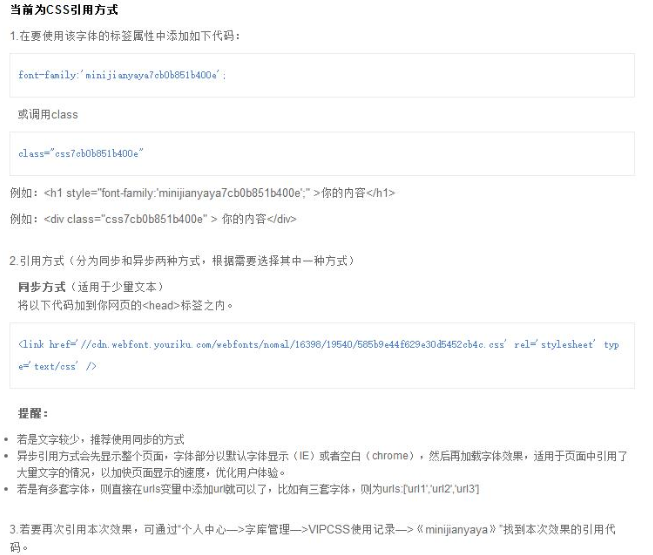 当前为CSS引用方式
1.在要使用该字体的标签属性中添加如下代码：
font-family:'minijianyaya7cb0b851b400e';
或调用class
class="css7cb0b851b400e"
例如：<h1 style="font-family:'minijianyaya7cb0b851b400e';" >你的内容</h1>
例如：<div class="css7cb0b851b400e" > 你的内容</div>
2.引用方式（分为同步和异步两种方式，根据需要选择其中一种方式）
同步方式（适用于少量文本）
将以下代码加到你网页的<head>标签之内。
<link href='//cdn.webfont.youziku.com/webfonts/nomal/16398/19540/585b9e44f629e30d5452cb4c.css' rel='stylesheet' typ
e='text/css' />
提醒：
若是文字较少，推荐使用同步的方式
异步引用方式会先显示整个页面，字体部分以默认字体显示（IE）或者空白（chrome），然后再加载字体效果，适用于页面中引用了
大量文字的情况，以加快页面显示的速度，优化用户体验。
若是有多套字体，则直接在urls变量中添加url就可以了，比如有三套字体，则为urls:['url1','url2','url3']
3.若要再次引用本次效果，可通过“个人中心—>字库管理—>VIPCSS使用记录—>《minijianyaya》”找到本次效果的引用代
码。